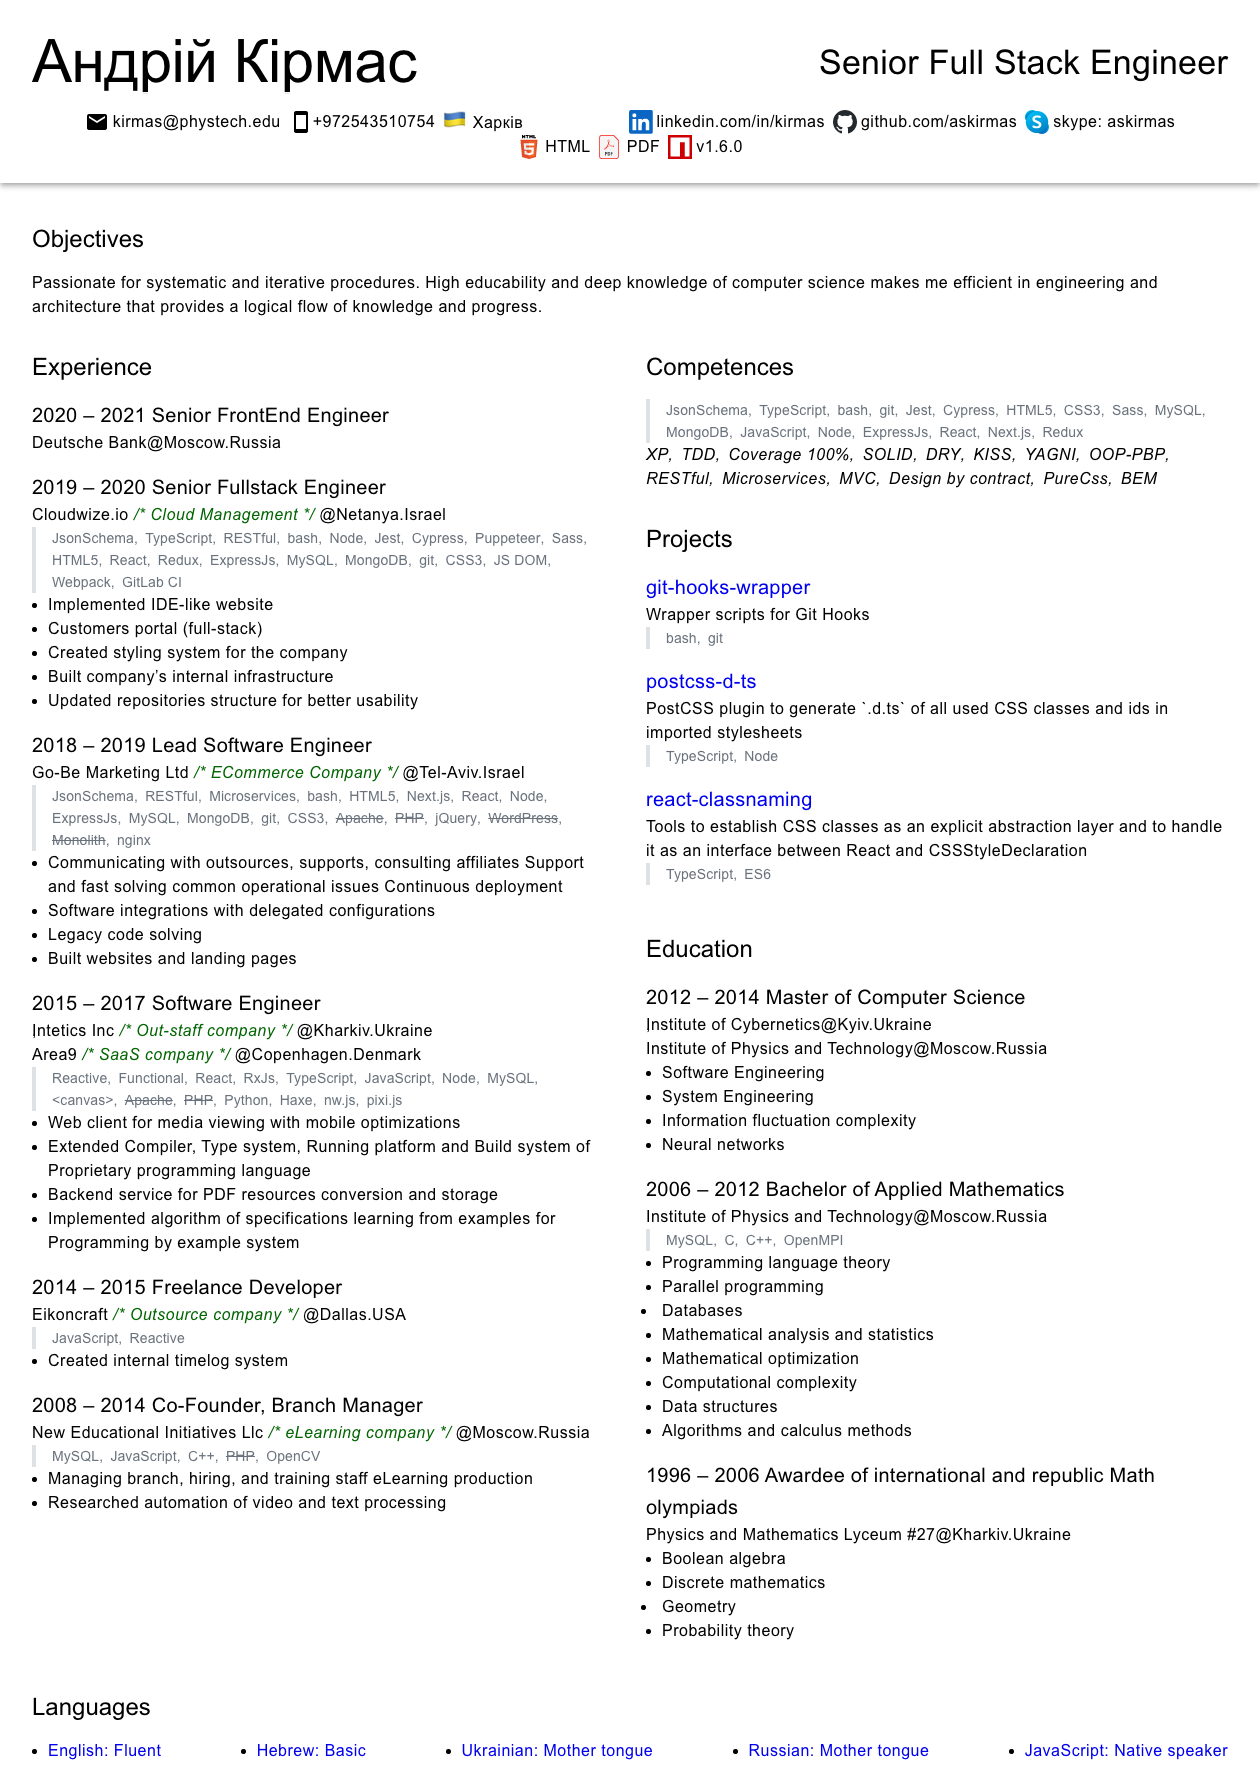 Андрій Кірмас
Senior Full Stack Engineer
kirmas@phystech.edu +972543510754 Харків linkedin.com/in/kirmas github.com/askirmas skype: askirmas
HTML PDF v1.6.0
Objectives
Passionate for systematic and iterative procedures. High educability and deep knowledge of computer science makes me efficient in engineering and
architecture that provides a logical flow of knowledge and progress.
Experience
2020 – 2021 Senior FrontEnd Engineer
Deutsche Bank@Moscow.Russia
2019 – 2020 Senior Fullstack Engineer
Cloudwize.io /* Cloud Management */ @Netanya.Israel
JsonSchema, TypeScript, RESTful, bash, Node, Jest, Cypress, Puppeteer, Sass,
HTML5, React, Redux, ExpressJs, MySQL, MongoDB, git, CSS3, JS DOM,
Webpack, GitLab CI
• Implemented IDE-like website
• Customers portal (full-stack)
• Created styling system for the company
• Built company’s internal infrastructure
• Updated repositories structure for better usability
2018 – 2019 Lead Software Engineer
Go-Be Marketing Ltd /* ECommerce Company */ @Tel-Aviv.Israel
JsonSchema, RESTful, Microservices, bash, HTML5, Next.js, React, Node,
ExpressJs, MySQL, MongoDB, git, CSS3, Apache, PHP, jQuery, WordPress,
Monolith, nginx
• Communicating with outsources, supports, consulting affiliates Support
and fast solving common operational issues Continuous deployment
• Software integrations with delegated configurations
• Legacy code solving
• Built websites and landing pages
2015 – 2017 Software Engineer
Intetics Inc /* Out-staff company */ @Kharkiv.Ukraine
Area9 /* SaaS company */ @Copenhagen.Denmark
Reactive, Functional, React, RxJs, TypeScript, JavaScript, Node, MySQL,
<canvas>, Apache, PHP, Python, Haxe, nw.js, pixi.js
• Web client for media viewing with mobile optimizations
• Extended Compiler, Type system, Running platform and Build system of
Proprietary programming language
• Backend service for PDF resources conversion and storage
• Implemented algorithm of specifications learning from examples for
Programming by example system
2014 – 2015 Freelance Developer
Eikoncraft /* Outsource company */ @Dallas.USA
JavaScript, Reactive
• Created internal timelog system
2008 – 2014 Co-Founder, Branch Manager
New Educational Initiatives Llc /* eLearning company */ @Moscow.Russia
MySQL, JavaScript, C++, PHP, OpenCV
• Managing branch, hiring, and training staff eLearning production
• Researched automation of video and text processing
Competences
JsonSchema, TypeScript, bash, git, Jest, Cypress, HTML5, CSS3, Sass, MySQL,
MongoDB, JavaScript, Node, ExpressJs, React, Next.js, Redux
XP, TDD, Coverage 100%, SOLID, DRY, KISS, YAGNI, OOP-PBP,
RESTful, Microservices, MVC, Design by contract, PureCss, BEM
Projects
git-hooks-wrapper
Wrapper scripts for Git Hooks
bash, git
postcss-d-ts
PostCSS plugin to generate `.d.ts` of all used CSS classes and ids in
imported stylesheets
TypeScript, Node
react-classnaming
Tools to establish CSS classes as an explicit abstraction layer and to handle
it as an interface between React and CSSStyleDeclaration
TypeScript, ES6
Education
2012 – 2014 Master of Computer Science
Institute of Cybernetics@Kyiv.Ukraine
Institute of Physics and Technology@Moscow.Russia
• Software Engineering
• System Engineering
• Information fluctuation complexity
• Neural networks
2006 – 2012 Bachelor of Applied Mathematics
Institute of Physics and Technology@Moscow.Russia
MySQL, C, C++, OpenMPI
• Programming language theory
• Parallel programming
• Databases
• Mathematical analysis and statistics
• Mathematical optimization
• Computational complexity
• Data structures
• Algorithms and calculus methods
1996 – 2006 Awardee of international and republic Math
olympiads
Physics and Mathematics Lyceum #27@Kharkiv.Ukraine
• Boolean algebra
• Discrete mathematics
• Geometry
• Probability theory
Languages
• English: Fluent • Hebrew: Basic • Ukrainian: Mother tongue • Russian: Mother tongue • JavaScript: Native speaker